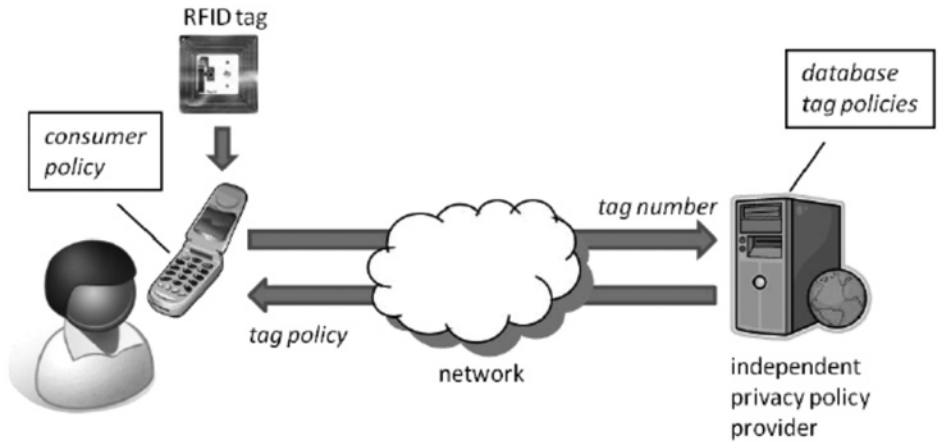 RFID tag
database
tag policies
consumer
policy
tag number
tag policy
network
independent
privacy policy
provider